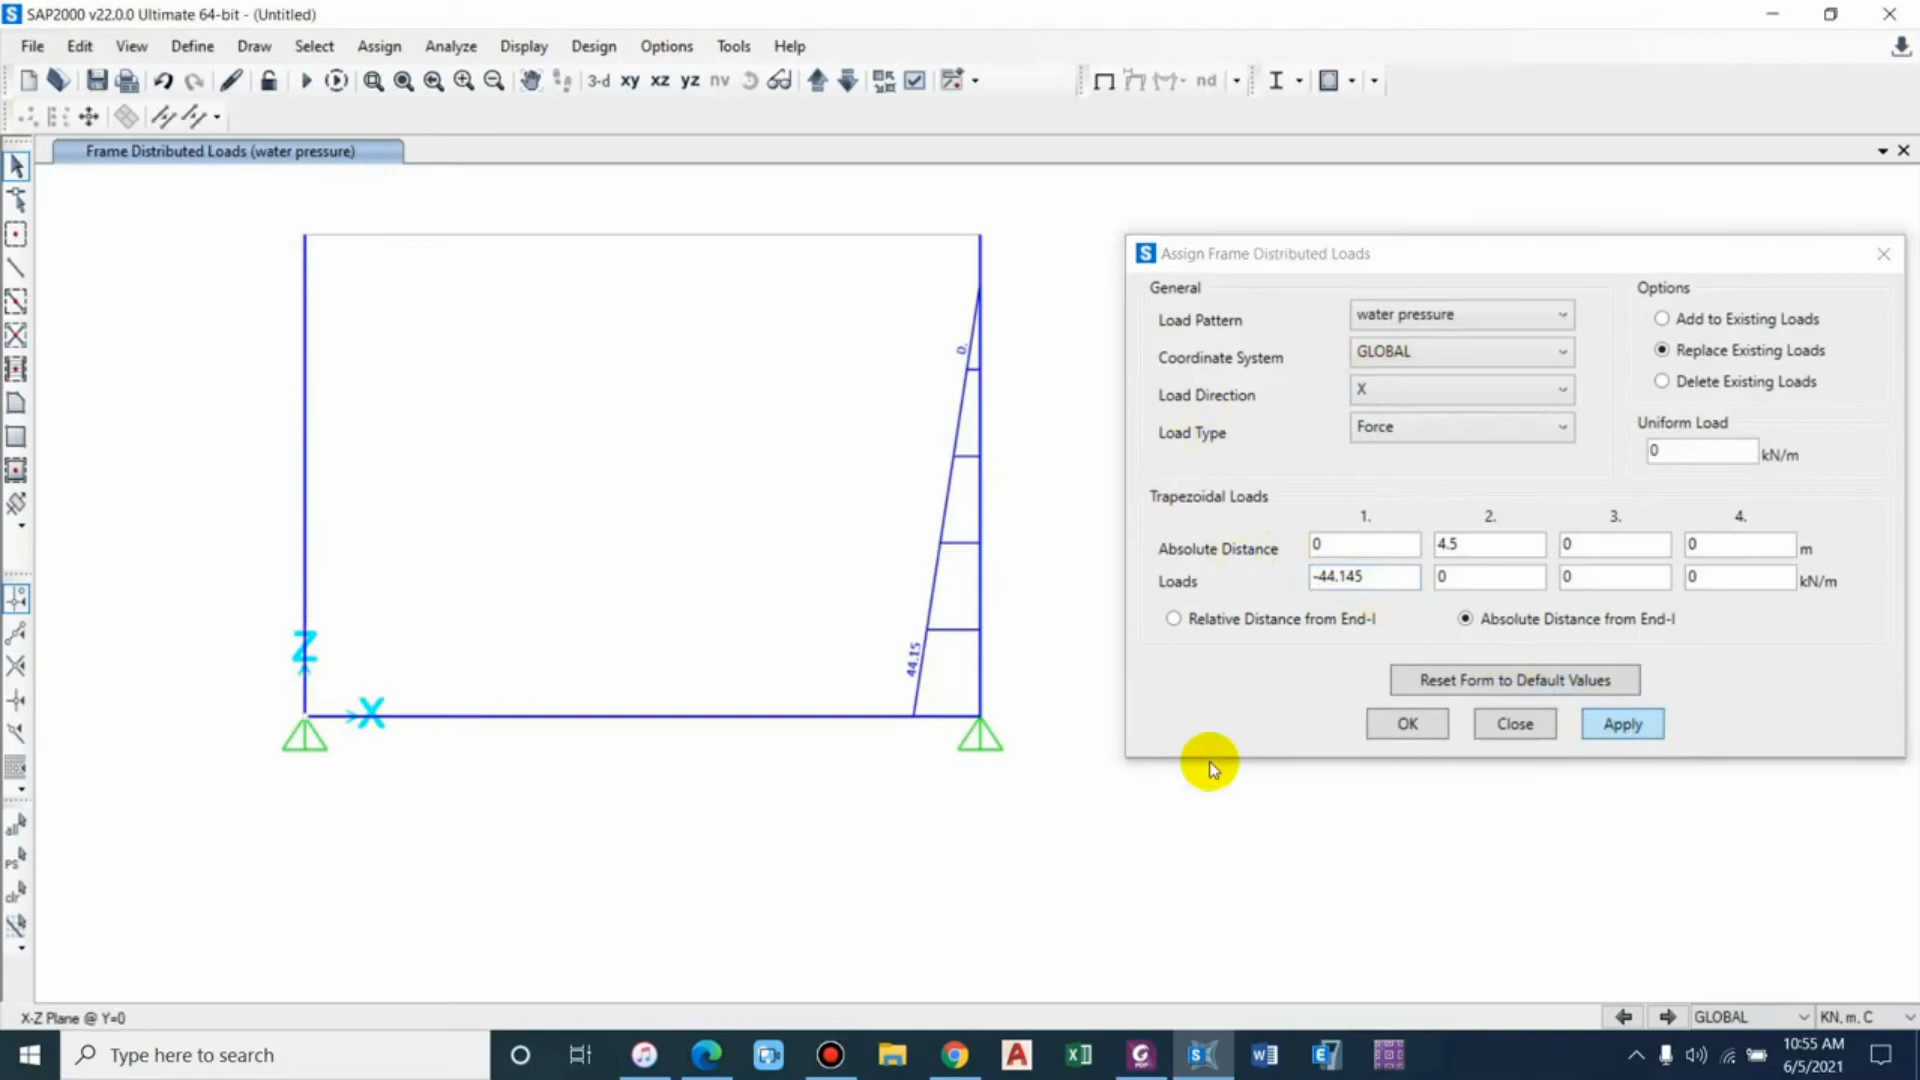 SAP2000 v22.0.0 Ultimate 64-bit - (Untitled)
File Edit View Define Draw Select Assign Analyze Display Design Options Tools Help
3-d xy xz yz nv nd
Frame Distributed Loads (water pressure)
Assign Frame Distributed Loads
General
Load Pattern water pressure
Coordinate System GLOBAL
Load Direction X
Load Type Force
Options
Add to Existing Loads
Replace Existing Loads
Delete Existing Loads
Uniform Load
0 kN/m
Trapezoidal Loads
1. 2. 3. 4.
Absolute Distance 0 4.5 0 0 m
Loads -44.145 0 0 0 kN/m
Relative Distance from End-I Absolute Distance from End-I
Reset Form to Default Values
OK Close Apply
0.
44.15
Z
X
all
PS
clr
X-Z Plane @ Y=0
GLOBAL KN, m, C
Type here to search
10:55 AM
6/5/2021